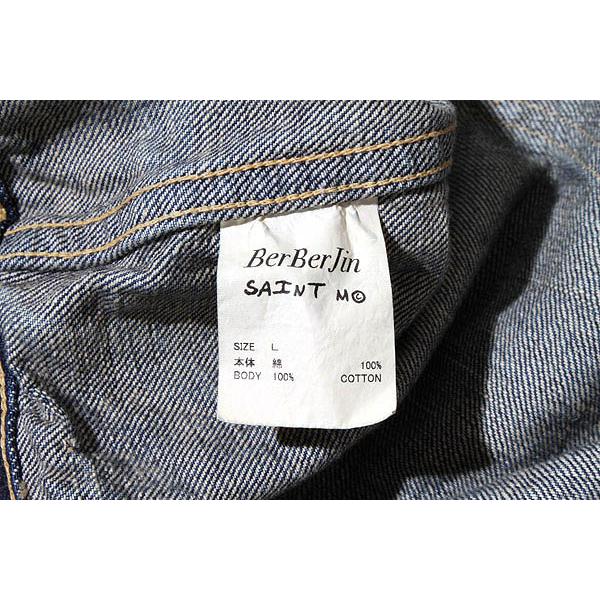 BerBerJin
SAINT M©
SIZE L
本体 綿 100%
BODY 100% COTTON